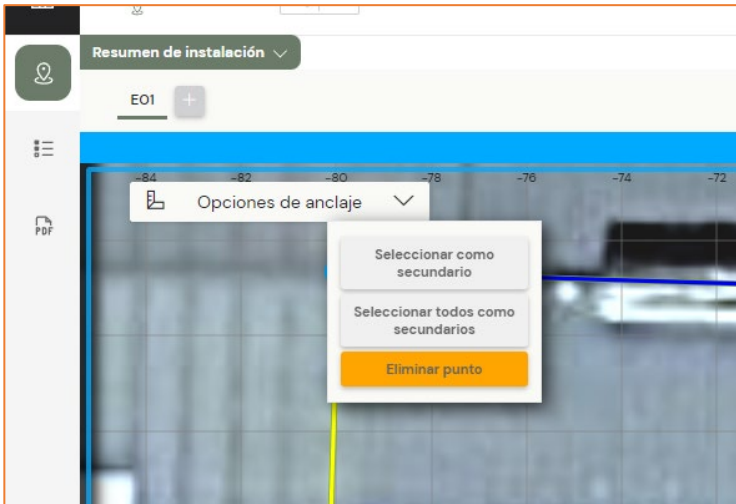 Resumen de instalación
E01
+
-84 -82 -80 -78 -76 -74 -72
Opciones de anclaje
Seleccionar como
secundario
Seleccionar todos como
secundarios
Eliminar punto
PDF